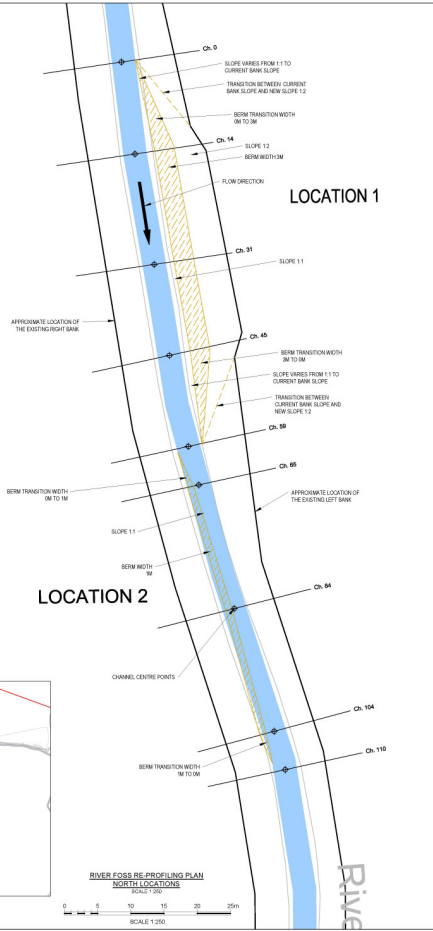 Ch. 0
SLOPE VARIES FROM 1:1 TO
CURRENT BANK SLOPE
TRANSITION BETWEEN CURRENT
BANK SLOPE AND NEW SLOPE 1:2
BERM TRANSITION WIDTH
0M TO 3M
Ch. 14
SLOPE 1:2
BERM WIDTH 3M
FLOW DIRECTION
LOCATION 1
Ch. 31
SLOPE 1:1
APPROXIMATE LOCATION OF
THE EXISTING RIGHT BANK
Ch. 45
BERM TRANSITION WIDTH
3M TO 0M
SLOPE VARIES FROM 1:1 TO
CURRENT BANK SLOPE
TRANSITION BETWEEN
CURRENT BANK SLOPE AND
NEW SLOPE 1:2
Ch. 59
Ch. 65
BERM TRANSITION WIDTH
0M TO 1M
APPROXIMATE LOCATION OF
THE EXISTING LEFT BANK
SLOPE 1:1
BERM WIDTH
1M
LOCATION 2
Ch. 84
CHANNEL CENTRE POINTS
Ch. 104
Ch. 110
BERM TRANSITION WIDTH
1M TO 0M
RIVER FOSS RE-PROFILING PLAN
NORTH LOCATIONS
SCALE 1:250
0 5 10 15 20 25m
SCALE 1:250
Rive